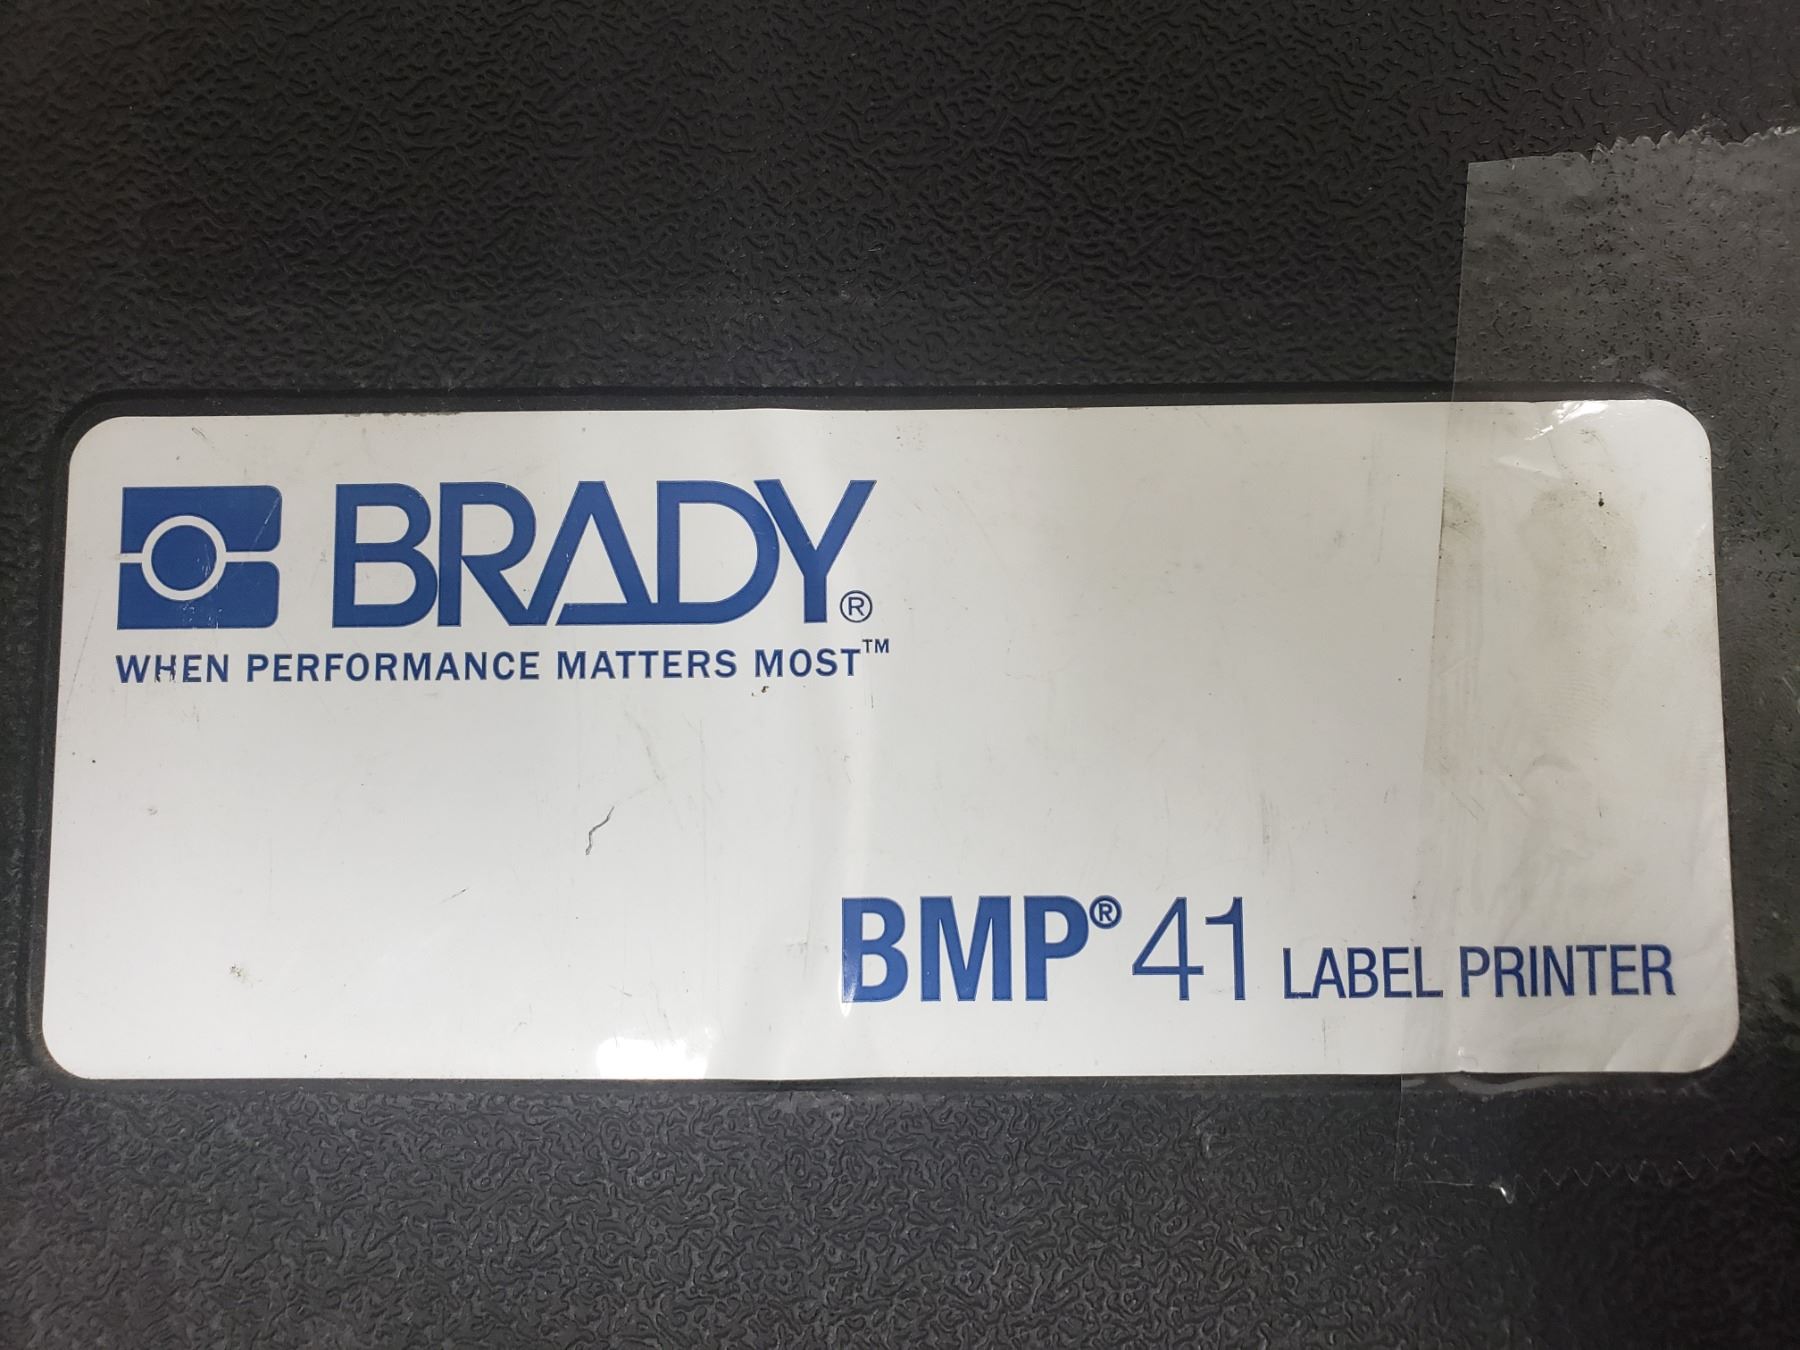 BRADY®
WHEN PERFORMANCE MATTERS MOST™
BMP® 41 LABEL PRINTER